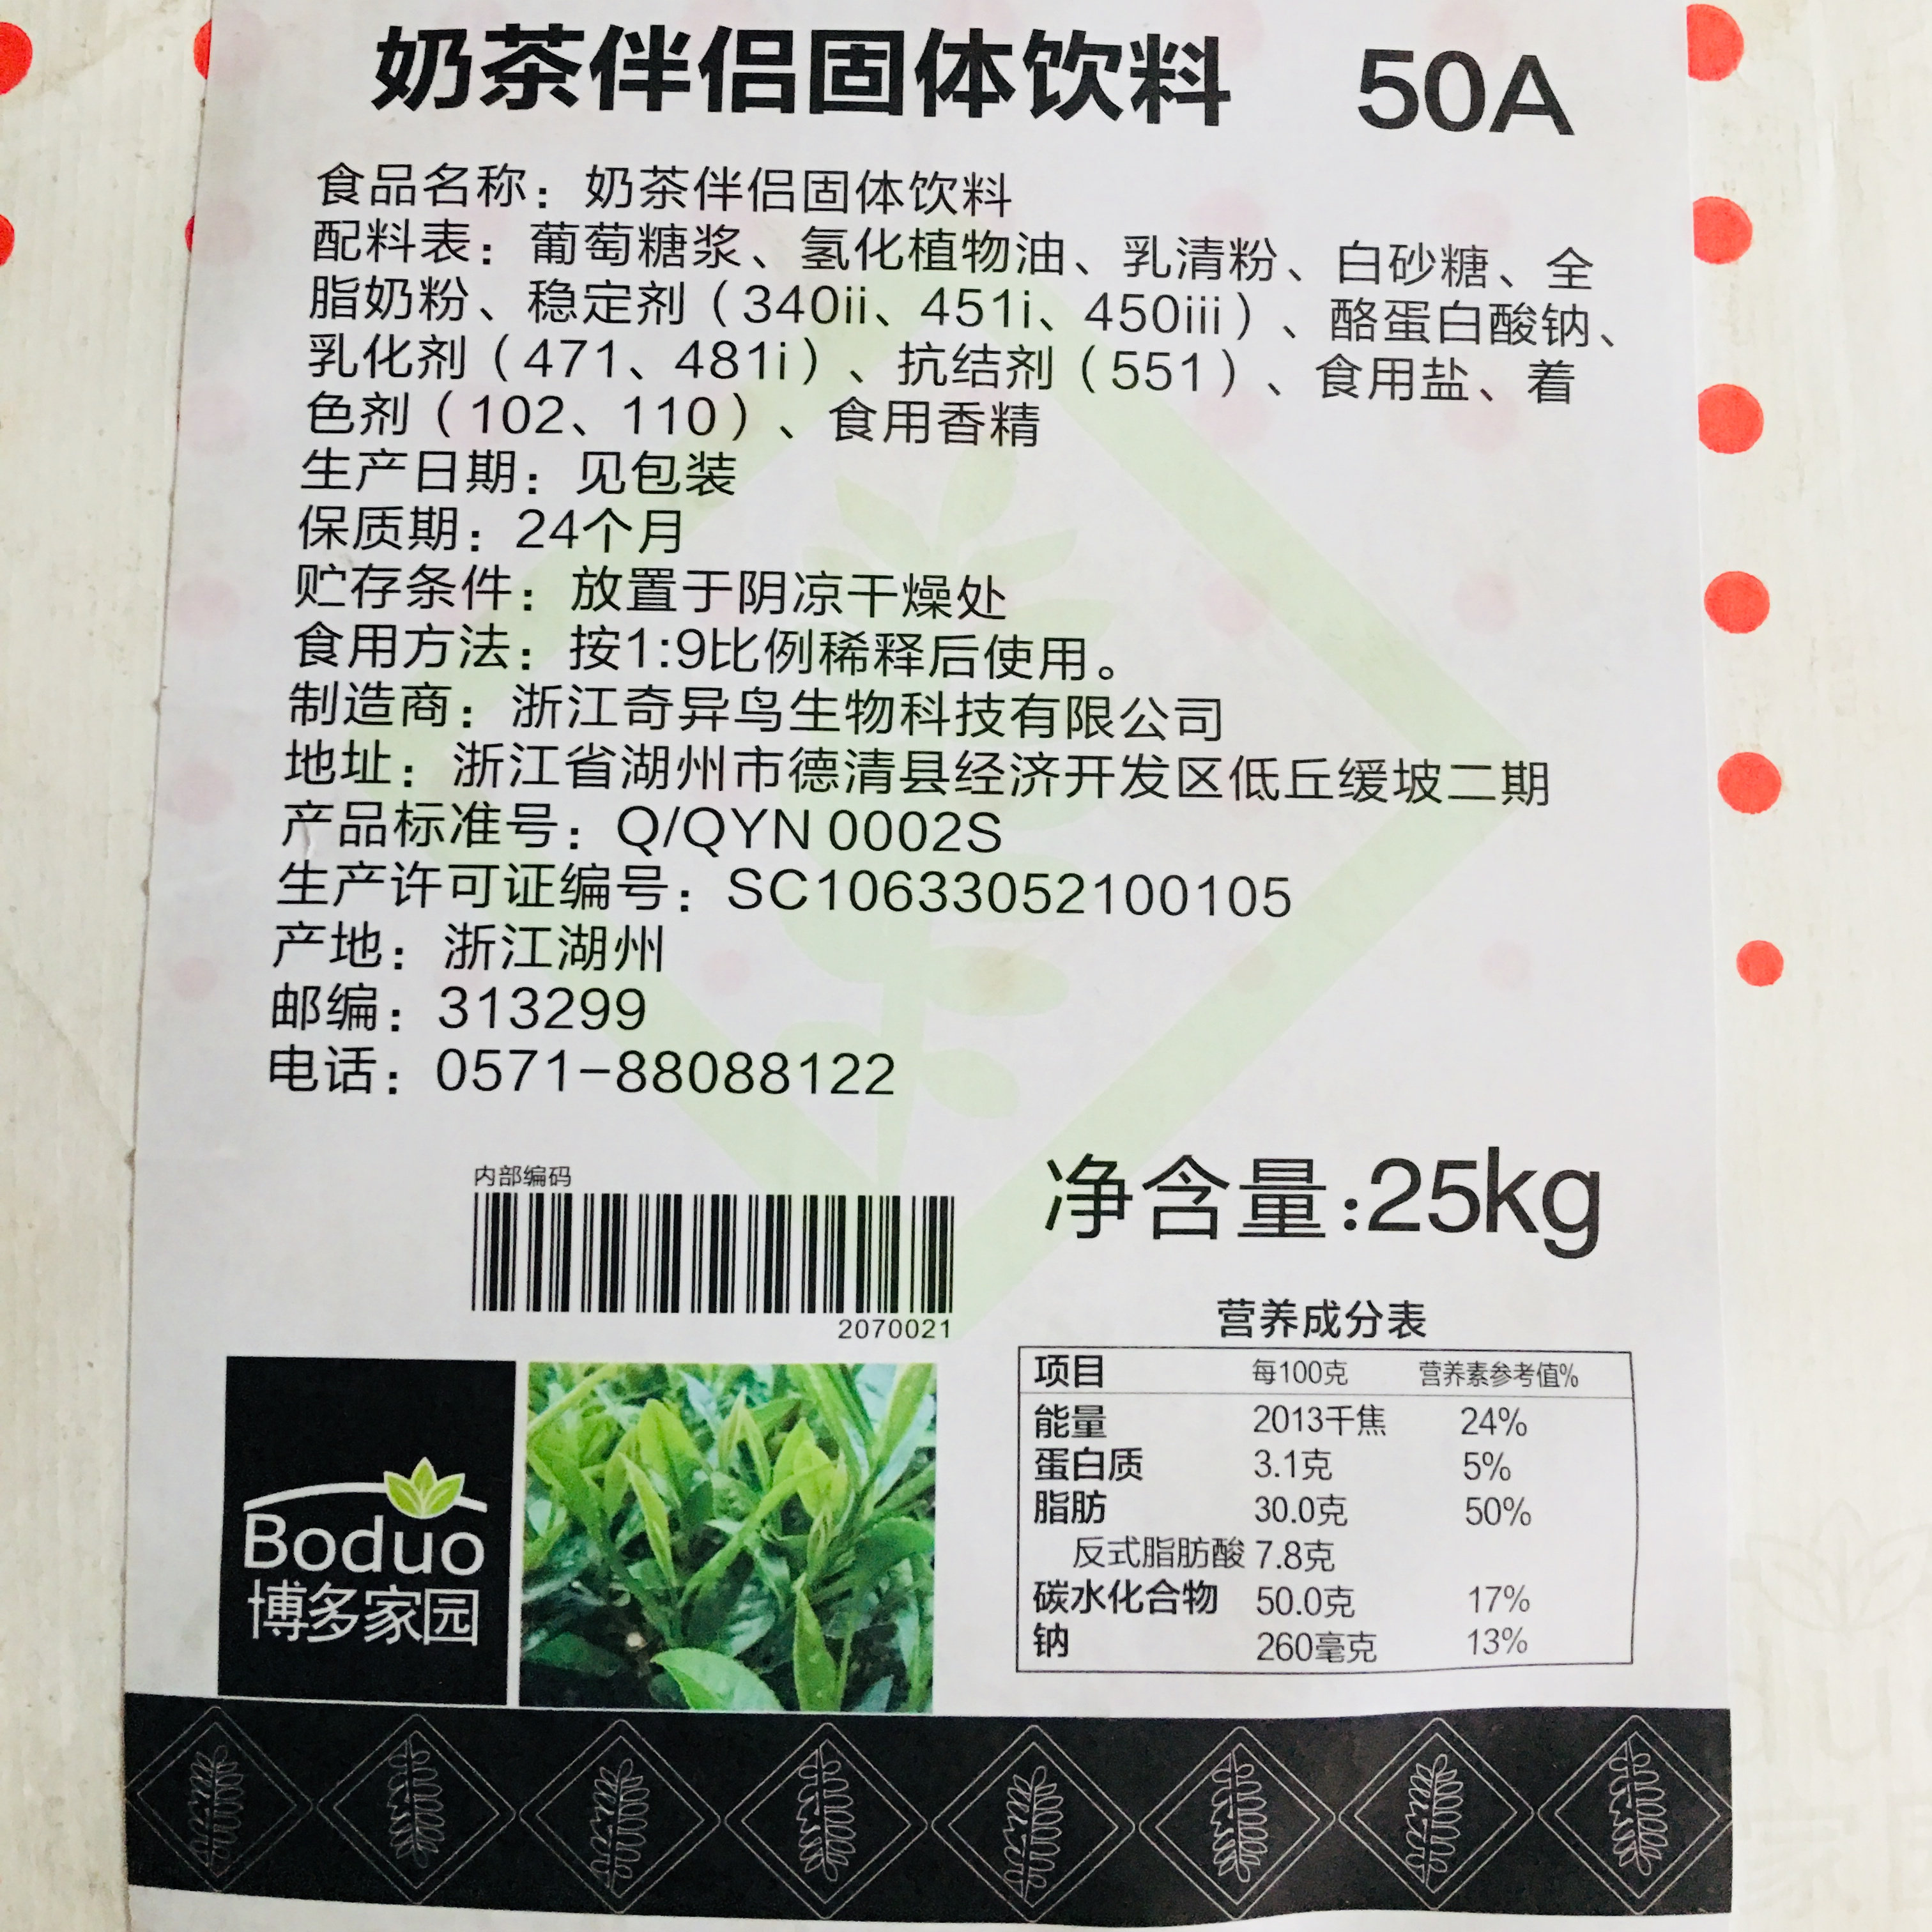 奶茶伴侣固体饮料 50A
食品名称：奶茶伴侣固体饮料
配料表：葡萄糖浆、氢化植物油、乳清粉、白砂糖、全
脂奶粉、稳定剂（340ii、451i、450iii）、酪蛋白酸钠、
乳化剂（471、481i）、抗结剂（551）、食用盐、着
色剂（102、110）、食用香精
生产日期：见包装
保质期：24个月
贮存条件：放置于阴凉干燥处
食用方法：按1:9比例稀释后使用。
制造商：浙江奇异鸟生物科技有限公司
地址：浙江省湖州市德清县经济开发区低丘缓坡二期
产品标准号：Q/QYN 0002S
生产许可证编号：SC10633052100105
产地：浙江湖州
邮编：313299
电话：0571-88088122
内部编码
2070021
净含量:25kg
营养成分表
项目 每100克 营养素参考值%
能量 2013千焦 24%
蛋白质 3.1克 5%
脂肪 30.0克 50%
反式脂肪酸 7.8克
碳水化合物 50.0克 17%
钠 260毫克 13%
Boduo
博多家园